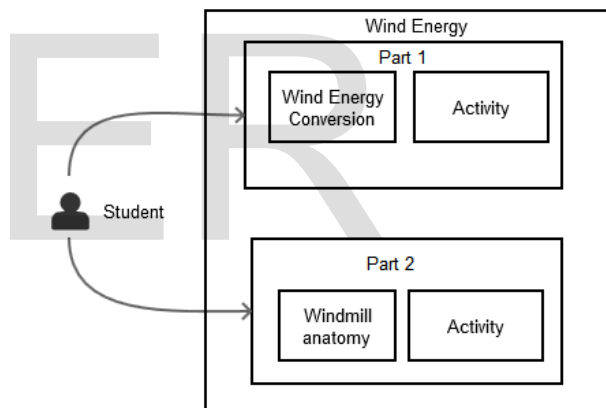 Wind Energy
Part 1
Wind Energy
Conversion
Activity
Student
Part 2
Windmill
anatomy
Activity
ER